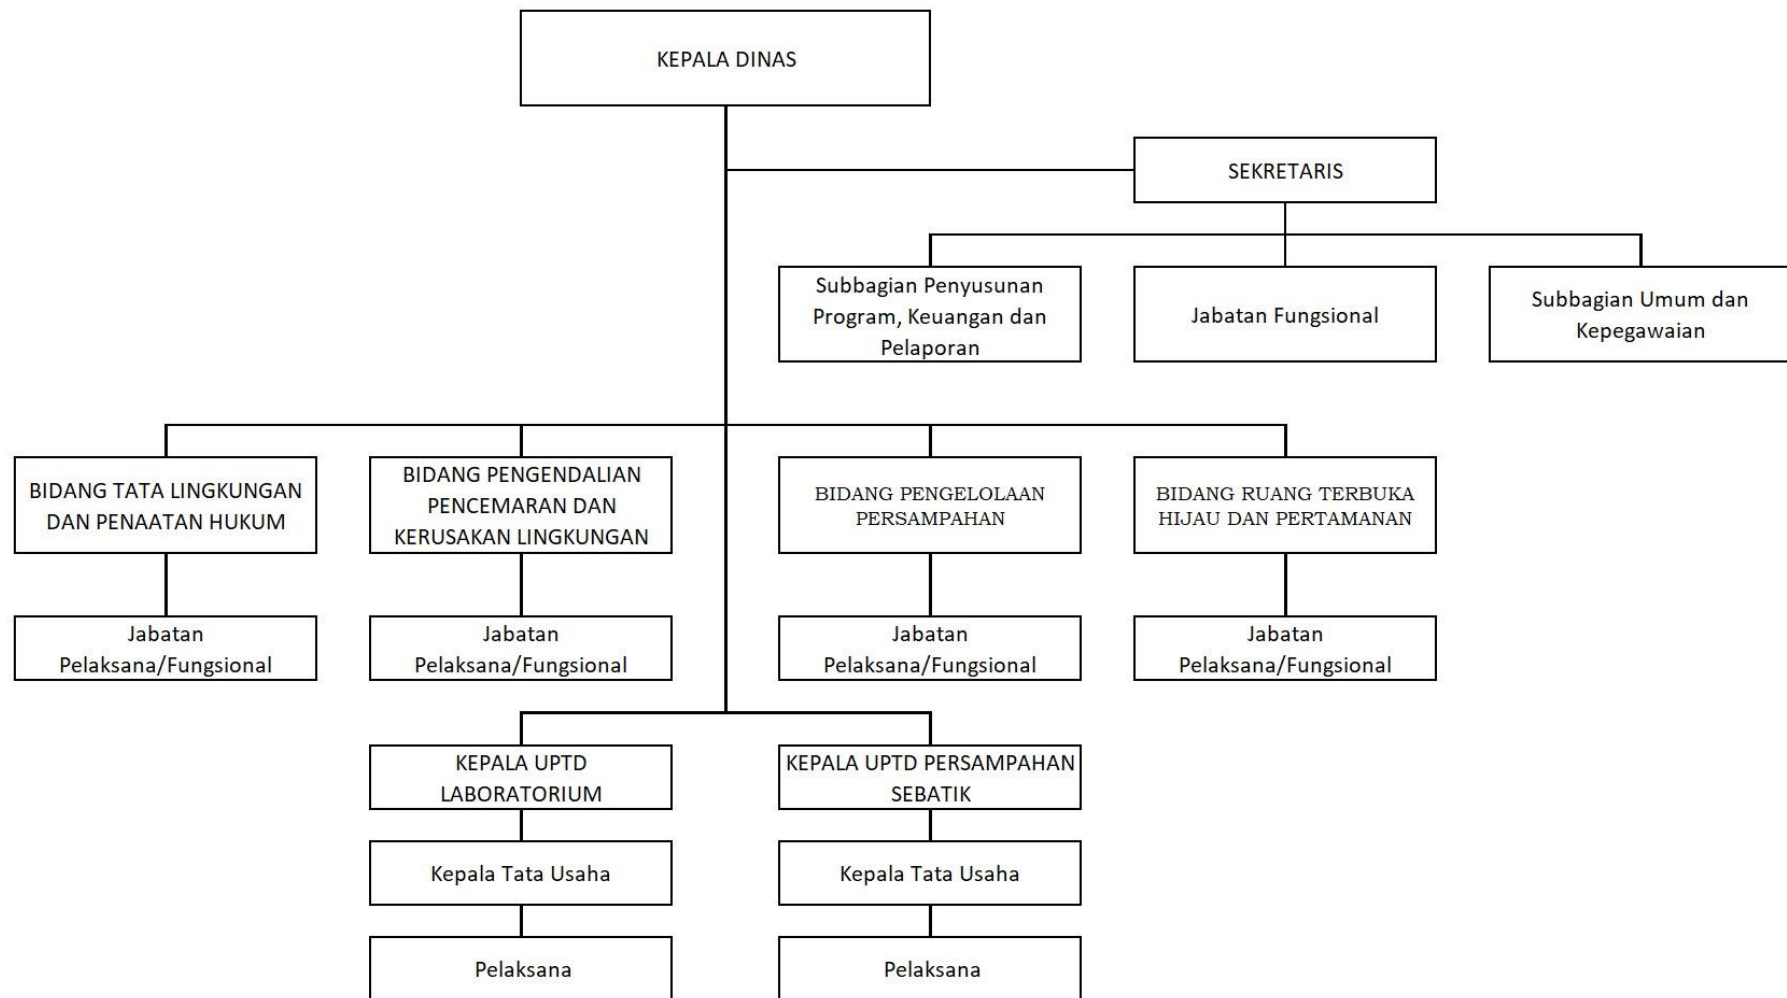 KEPALA DINAS
SEKRETARIS
Subbagian Penyusunan
Program, Keuangan dan
Pelaporan
Jabatan Fungsional
Subbagian Umum dan
Kepegawaian
BIDANG TATA LINGKUNGAN
DAN PENAATAN HUKUM
BIDANG PENGENDALIAN
PENCEMARAN DAN
KERUSAKAN LINGKUNGAN
BIDANG PENGELOLAAN
PERSAMPAHAN
BIDANG RUANG TERBUKA
HIJAU DAN PERTAMANAN
Jabatan
Pelaksana/Fungsional
Jabatan
Pelaksana/Fungsional
Jabatan
Pelaksana/Fungsional
Jabatan
Pelaksana/Fungsional
KEPALA UPTD
LABORATORIUM
KEPALA UPTD PERSAMPAHAN
SEBATIK
Kepala Tata Usaha
Kepala Tata Usaha
Pelaksana
Pelaksana